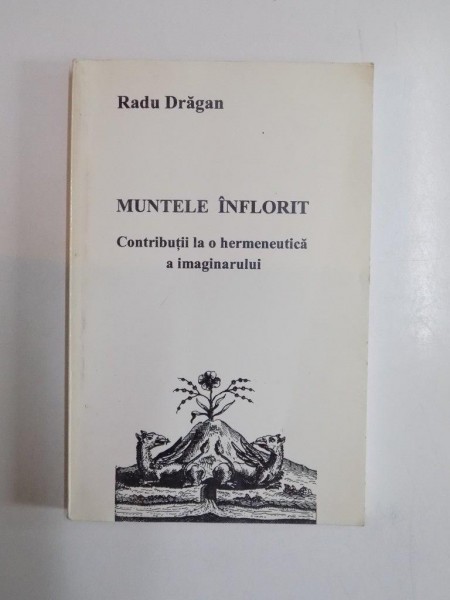 Radu Drăgan
MUNTELE ÎNFLORIT
Contribuții la o hermeneutică
a imaginarului